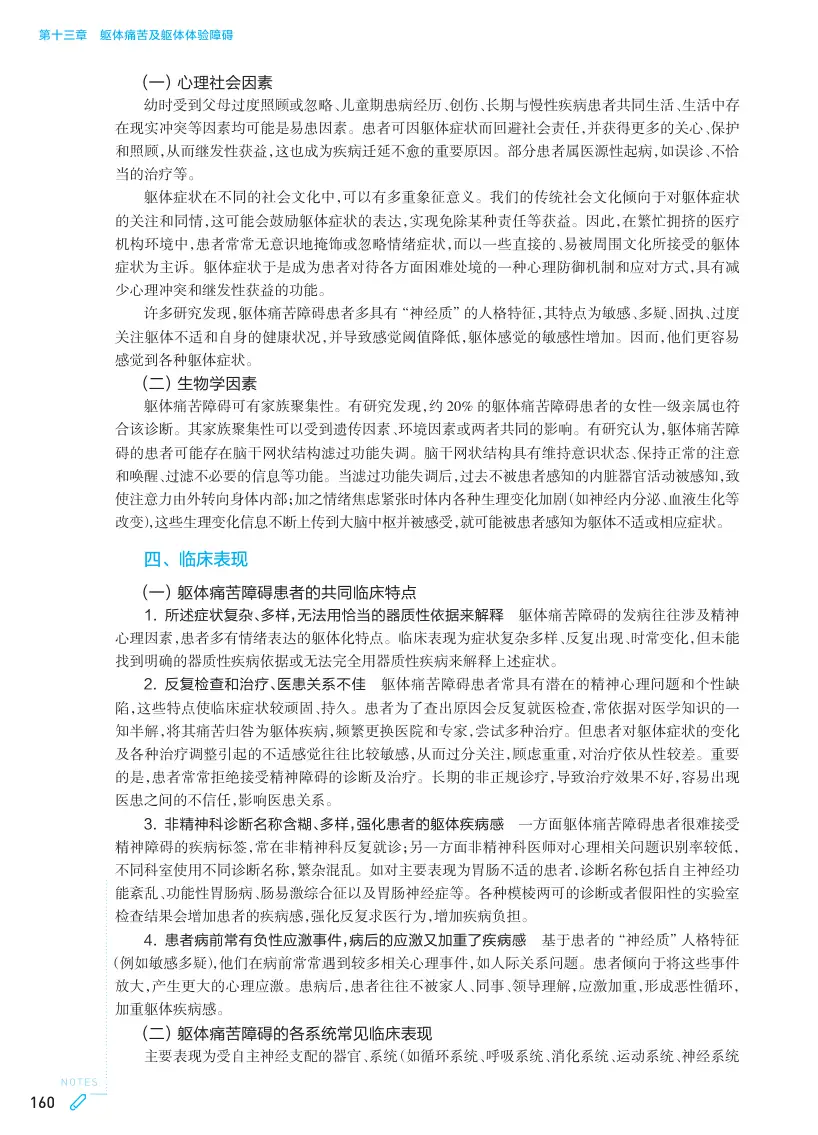 第十三章 躯体痛苦及躯体体验障碍
（一）心理社会因素
幼时受到父母过度照顾或忽略、儿童期患病经历、创伤、长期与慢性疾病患者共同生活、生活中存
在现实冲突等因素均可能是易患因素。患者可因躯体症状而回避社会责任，并获得更多的关心、保护
和照顾，从而继发性获益，这也成为疾病迁延不愈的重要原因。部分患者属医源性起病，如误诊、不恰
当的治疗等。
躯体症状在不同的社会文化中，可以有多重象征意义。我们的传统社会文化倾向于对躯体症状
的关注和同情，这可能会鼓励躯体症状的表达，实现免除某种责任等获益。因此，在繁忙拥挤的医疗
机构环境中，患者常常无意识地掩饰或忽略情绪症状，而以一些直接的、易被周围文化所接受的躯体
症状为主诉。躯体症状于是成为患者对待各方面困难处境的一种心理防御机制和应对方式，具有减
少心理冲突和继发性获益的功能。
许多研究发现，躯体痛苦障碍患者多具有“神经质”的人格特征，其特点为敏感、多疑、固执、过度
关注躯体不适和自身的健康状况，并导致感觉阈值降低，躯体感觉的敏感性增加。因而，他们更容易
感觉到各种躯体症状。
（二）生物学因素
躯体痛苦障碍可有家族聚集性。有研究发现，约 20% 的躯体痛苦障碍患者的女性一级亲属也符
合该诊断。其家族聚集性可以受到遗传因素、环境因素或两者共同的影响。有研究认为，躯体痛苦障
碍的患者可能存在脑干网状结构滤过功能失调。脑干网状结构具有维持意识状态、保持正常的注意
和唤醒、过滤不必要的信息等功能。当滤过功能失调后，过去不被患者感知的内脏器官活动被感知，致
使注意力由外转向身体内部；加之情绪焦虑紧张时体内各种生理变化加剧（如神经内分泌、血液生化等
改变），这些生理变化信息不断上传到大脑中枢并被感受，就可能被患者感知为躯体不适或相应症状。
四、临床表现
（一）躯体痛苦障碍患者的共同临床特点
1. 所述症状复杂、多样，无法用恰当的器质性依据来解释 躯体痛苦障碍的发病往往涉及精神
心理因素，患者多有情绪表达的躯体化特点。临床表现为症状复杂多样、反复出现、时常变化，但未能
找到明确的器质性疾病依据或无法完全用器质性疾病来解释上述症状。
2. 反复检查和治疗、医患关系不佳 躯体痛苦障碍患者常具有潜在的精神心理问题和个性缺
陷，这些特点使临床症状较顽固、持久。患者为了查出原因会反复就医检查，常依据对医学知识的一
知半解，将其痛苦归咎为躯体疾病，频繁更换医院和专家，尝试多种治疗。但患者对躯体症状的变化
及各种治疗调整引起的不适感觉往往比较敏感，从而过分关注，顾虑重重，对治疗依从性较差。重要
的是，患者常常拒绝接受精神障碍的诊断及治疗。长期的非正规诊疗，导致治疗效果不好，容易出现
医患之间的不信任，影响医患关系。
3. 非精神科诊断名称含糊、多样，强化患者的躯体疾病感 一方面躯体痛苦障碍患者很难接受
精神障碍的疾病标签，常在非精神科反复就诊；另一方面非精神科医师对心理相关问题识别率较低，
不同科室使用不同诊断名称，繁杂混乱。如对主要表现为胃肠不适的患者，诊断名称包括自主神经功
能紊乱、功能性胃肠病、肠易激综合征以及胃肠神经症等。各种模棱两可的诊断或者假阳性的实验室
检查结果会增加患者的疾病感，强化反复求医行为，增加疾病负担。
4. 患者病前常有负性应激事件，病后的应激又加重了疾病感 基于患者的“神经质”人格特征
（例如敏感多疑），他们在病前常常遇到较多相关心理事件，如人际关系问题。患者倾向于将这些事件
放大，产生更大的心理应激。患病后，患者往往不被家人、同事、领导理解，应激加重，形成恶性循环，
加重躯体疾病感。
（二）躯体痛苦障碍的各系统常见临床表现
主要表现为受自主神经支配的器官、系统（如循环系统、呼吸系统、消化系统、运动系统、神经系统
NOTES
160